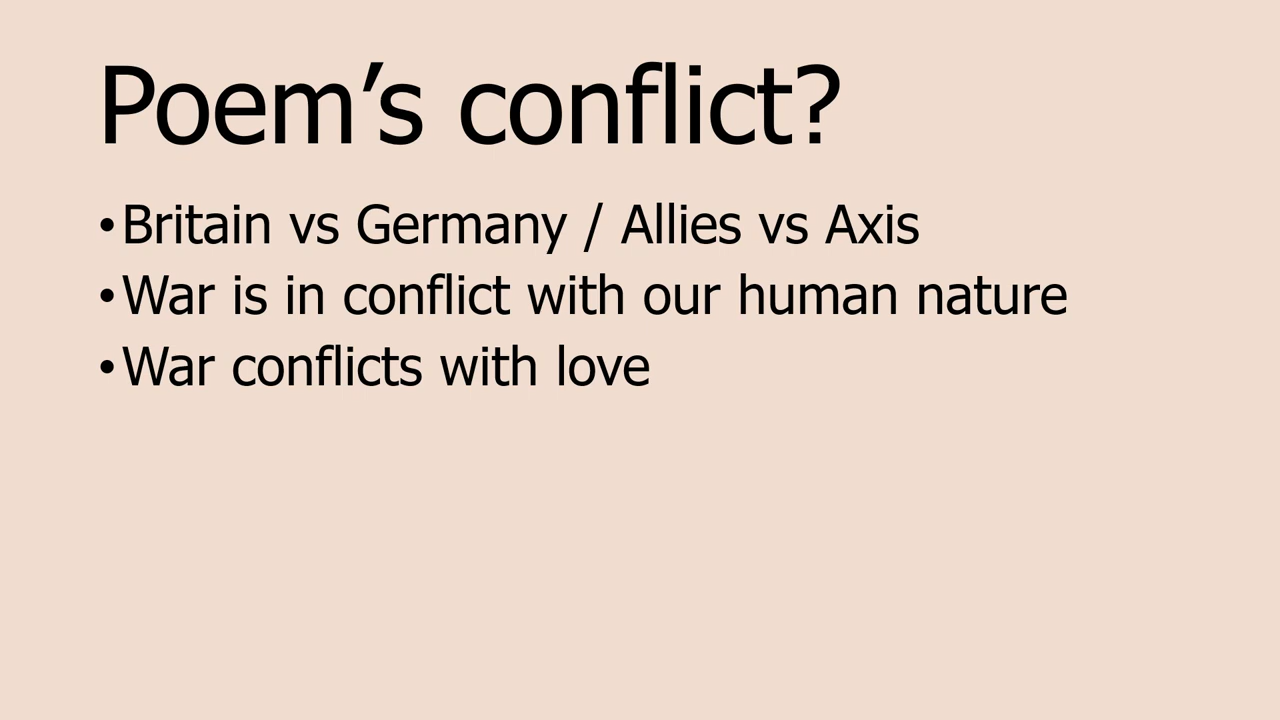 Poem’s conflict?
•Britain vs Germany / Allies vs Axis
•War is in conflict with our human nature
•War conflicts with love